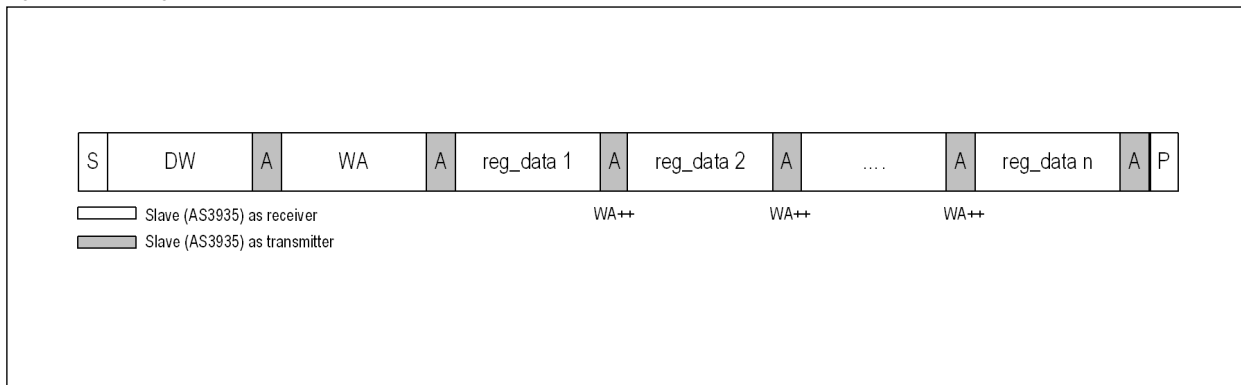 S DW A WA A reg_data 1 A reg_data 2 A .... A reg_data n A P
WA++ WA++ WA++
Slave (AS3935) as receiver
Slave (AS3935) as transmitter